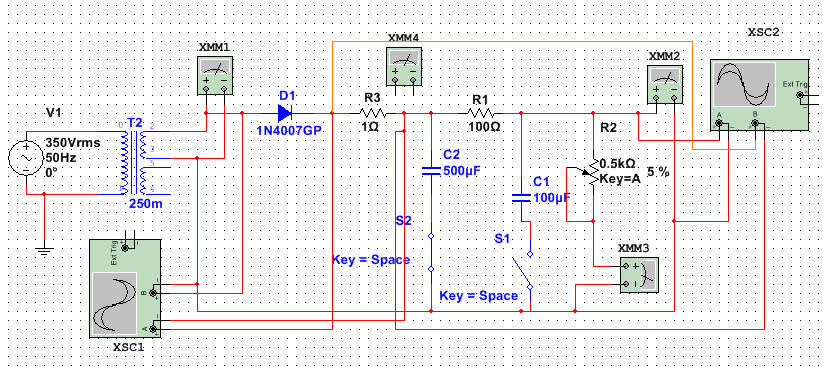 XSC2
XMM1
XMM4
XMM2
Ext Trig
A
B
V1
T2
D1
1N4007GP
R3
1Ω
R1
100Ω
R2
0.5kΩ
Key=A
5 %
350Vrms
50Hz
0°
250m
C2
500µF
C1
100µF
S2
Key = Space
S1
Key = Space
XMM3
Ext Trig
B
A
XSC1